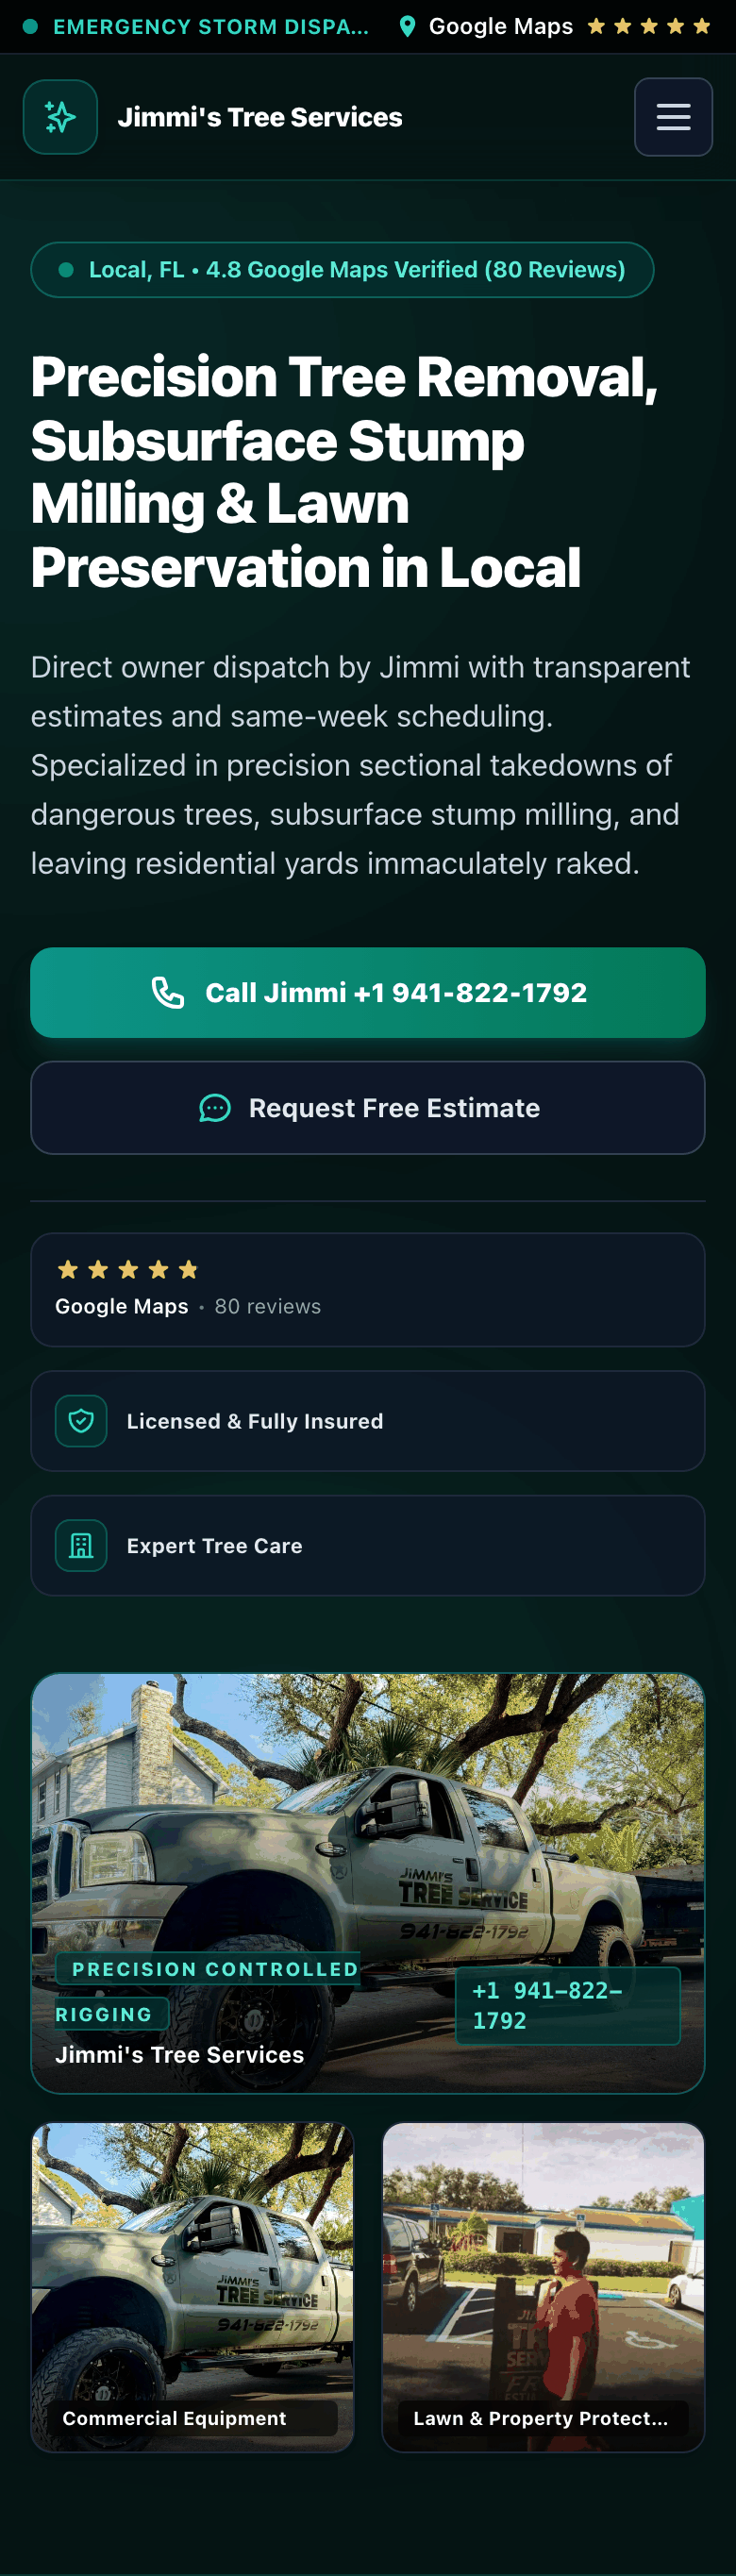 EMERGENCY STORM DISPA... Google Maps
Jimmi's Tree Services
Local, FL • 4.8 Google Maps Verified (80 Reviews)
Precision Tree Removal,
Subsurface Stump
Milling & Lawn
Preservation in Local
Direct owner dispatch by Jimmi with transparent
estimates and same-week scheduling.
Specialized in precision sectional takedowns of
dangerous trees, subsurface stump milling, and
leaving residential yards immaculately raked.
Call Jimmi +1 941-822-1792
Request Free Estimate
Google Maps • 80 reviews
Licensed & Fully Insured
Expert Tree Care
JIMMI'S
TREE SERVICE
941-822-1792
PRECISION CONTROLLED
RIGGING
+1 941-822-
1792
Jimmi's Tree Services
JIMMI'S
TREE SERVICE
941-822-1792
Commercial Equipment
Lawn & Property Protect...